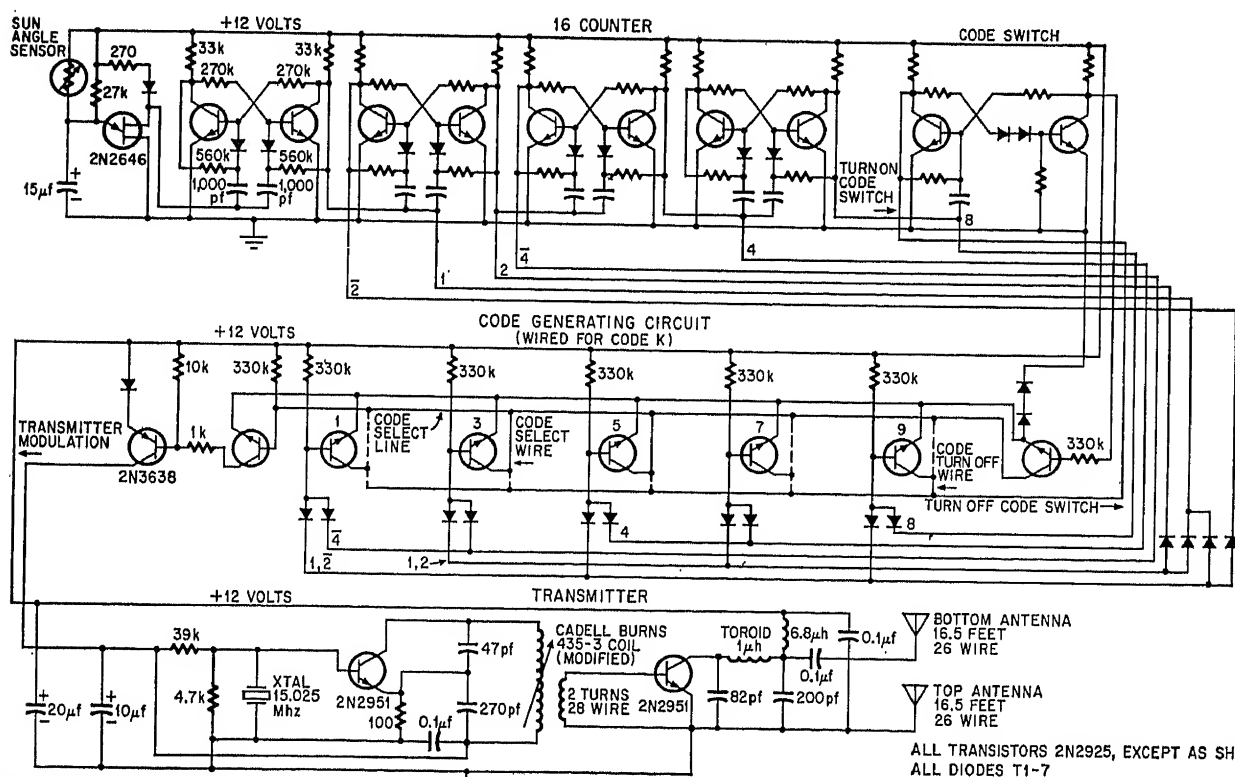 SUN
ANGLE
SENSOR
+12 VOLTS
16 COUNTER
CODE SWITCH
270
27k
2N2646
15µf
+
−
33k
33k
270k
270k
560k
560k
1,000
pf
1,000
pf
TURN ON
CODE
SWITCH
8
4
4̅
2
1
2̅
+12 VOLTS
CODE GENERATING CIRCUIT
(WIRED FOR CODE K)
10k
330k
330k
330k
330k
330k
330k
TRANSMITTER
MODULATION
1k
2N3638
1
CODE
SELECT
LINE
3
CODE
SELECT
WIRE
5
7
9
CODE
TURN OFF
WIRE
330k
TURN OFF CODE SWITCH
4̅
4
8
1,2̅
1,2
+12 VOLTS
TRANSMITTER
39k
4.7k
XTAL
15.025
Mhz
20µf
+
−
10µf
+
−
2N2951
100
0.1µf
47pf
270pf
CADELL BURNS
435-3 COIL
(MODIFIED)
2 TURNS
28 WIRE
2N2951
TOROID
1µh
82pf
6.8µh
0.1µf
200pf
0.1µf
BOTTOM ANTENNA
16.5 FEET
26 WIRE
TOP ANTENNA
16.5 FEET
26 WIRE
ALL TRANSISTORS 2N2925, EXCEPT AS SH
ALL DIODES T1-7